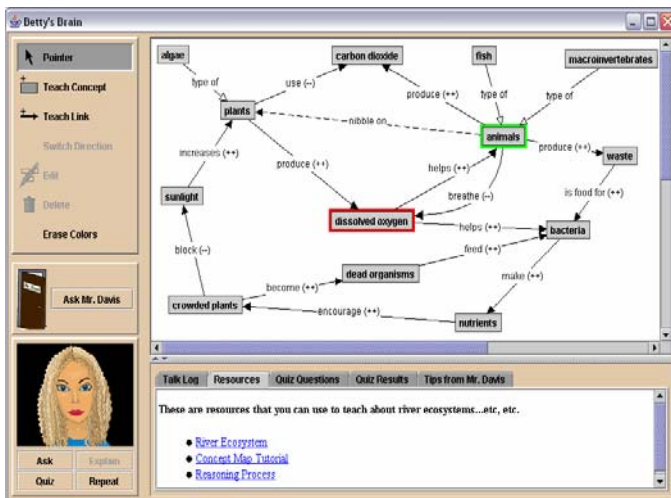 Betty's Brain
Pointer
Teach Concept
Teach Link
Switch Direction
Edit
Delete
Erase Colors
Ask Mr. Davis
Ask
Explain
Quiz
Repeat
algae
carbon dioxide
fish
macroinvertebrates
type of
use (--)
produce (++)
type of
type of
plants
nibble on
animals
produce (++)
waste
increases (++)
produce (++)
helps (++)
breathe (--)
is food for (++)
sunlight
dissolved oxygen
helps (++)
bacteria
block (--)
feed (++)
dead organisms
make (++)
become (++)
crowded plants
encourage (++)
nutrients
Talk Log
Resources
Quiz Questions
Quiz Results
Tips from Mr. Davis
These are resources that you can use to teach about river ecosystems...etc, etc.
River Ecosystem
Concept Map Tutorial
Reasoning Process